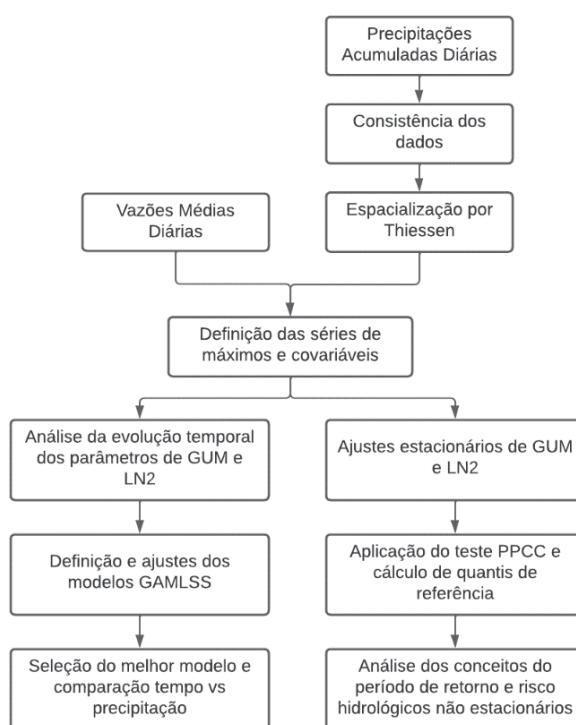 Precipitações
Acumuladas Diárias
Consistência dos
dados
Vazões Médias
Diárias
Espacialização por
Thiessen
Definição das séries de
máximos e covariáveis
Análise da evolução temporal
dos parâmetros de GUM e
LN2
Ajustes estacionários de GUM
e LN2
Definição e ajustes dos
modelos GAMLSS
Aplicação do teste PPCC e
cálculo de quantis de
referência
Seleção do melhor modelo e
comparação tempo vs
precipitação
Análise dos conceitos do
período de retorno e risco
hidrológicos não estacionários